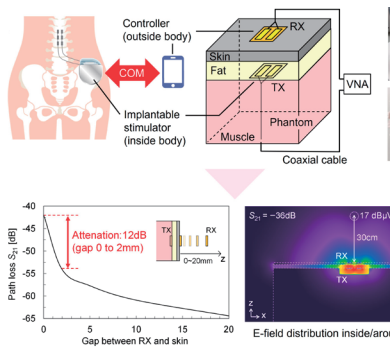 Controller
(outside body)
RX
Skin
Fat
COM
TX
VNA
Implantable
stimulator
(inside body)
Phantom
Muscle
Coaxial cable
-40
-45
-50
-55
-60
-65
Path loss S21 [dB]
Attenation:12dB
(gap 0 to 2mm)
TX
RX
z
0~20mm
0
5
10
15
20
Gap between RX and skin
S21 = −36dB
17 dBμV
30cm
RX
TX
z
x
E-field distribution inside/arou